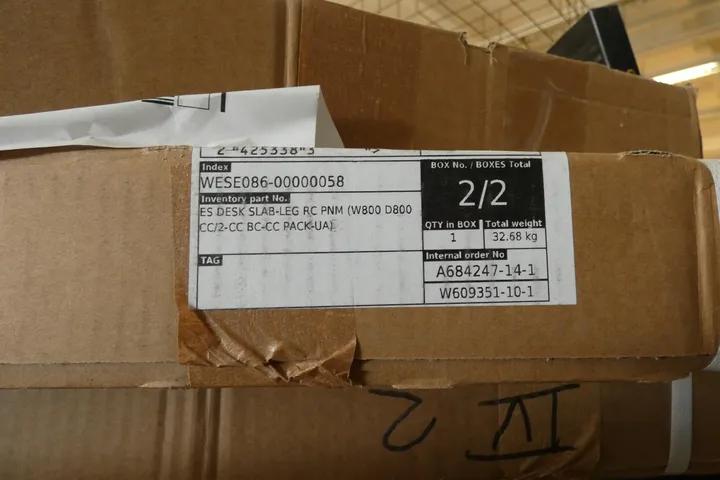 Index
WESE086-00000058
Inventory part No.
ES DESK SLAB-LEG RC PNM (W800 D800
CC/2-CC BC-CC PACK-UA)
TAG
BOX No. / BOXES Total
2/2
QTY in BOX
Total weight
1
32.68 kg
Internal order No
A684247-14-1
W609351-10-1
IV 2